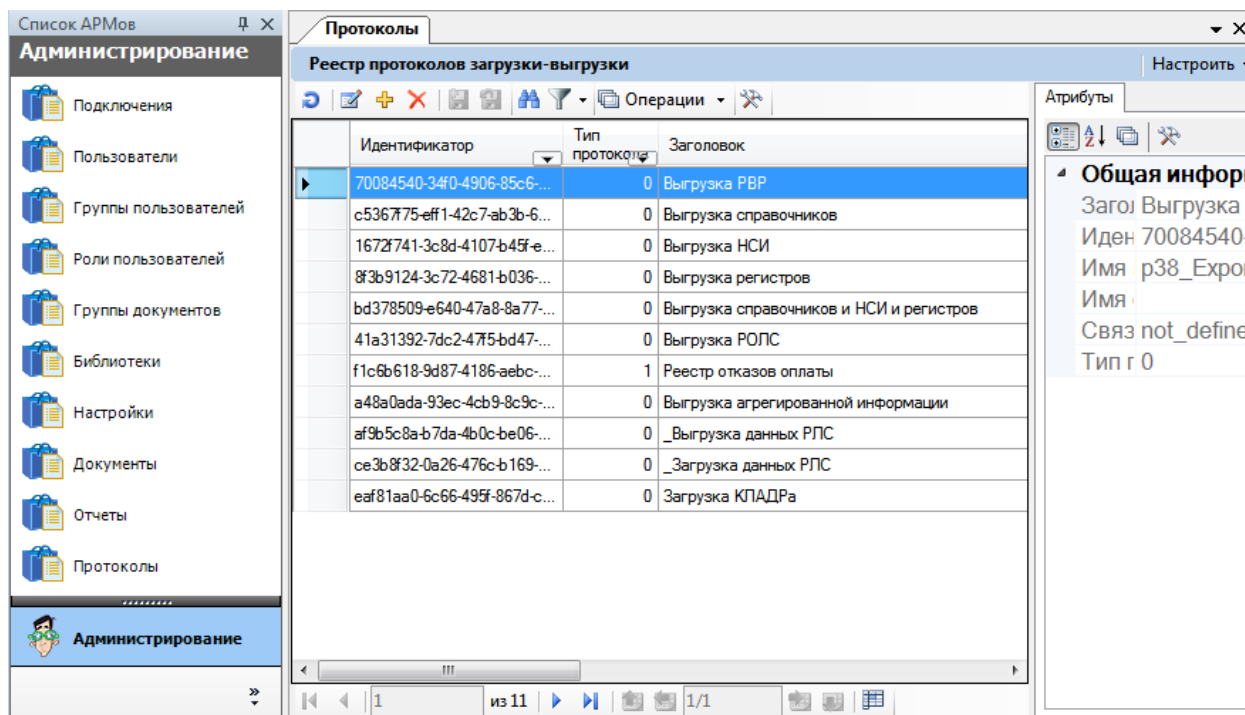 Список АРМов
Администрирование
Подключения
Пользователи
Группы пользователей
Роли пользователей
Группы документов
Библиотеки
Настройки
Документы
Отчеты
Протоколы
Администрирование
Протоколы
Реестр протоколов загрузки-выгрузки
Настроить
Операции
Идентификатор Тип протокола Заголовок
70084540-34f0-4906-85c6-... 0 Выгрузка РВР
c5367f75-eff1-42c7-ab3b-6... 0 Выгрузка справочников
1672f741-3c8d-4107-b45f-e... 0 Выгрузка НСИ
8f3b9124-3c72-4681-b036-... 0 Выгрузка регистров
bd378509-e640-47a8-8a77-... 0 Выгрузка справочников и НСИ и регистров
41a31392-7dc2-47f5-bd47-... 0 Выгрузка РОЛС
f1c6b618-9d87-4186-aebc-... 1 Реестр отказов оплаты
a48a0ada-93ec-4cb9-8c9c-... 0 Выгрузка агрегированной информации
af9b5c8a-b7da-4b0c-be06-... 0 _Выгрузка данных РЛС
ce3b8f32-0a26-476c-b169-... 0 _Загрузка данных РЛС
eaf81aa0-6c66-495f-867d-c... 0 Загрузка КЛАДРа
1 из 11 1/1
Атрибуты
Общая инфор
Загол Выгрузка
Иден 70084540-
Имя p38_Expor
Имя
Связ not_define
Тип п 0